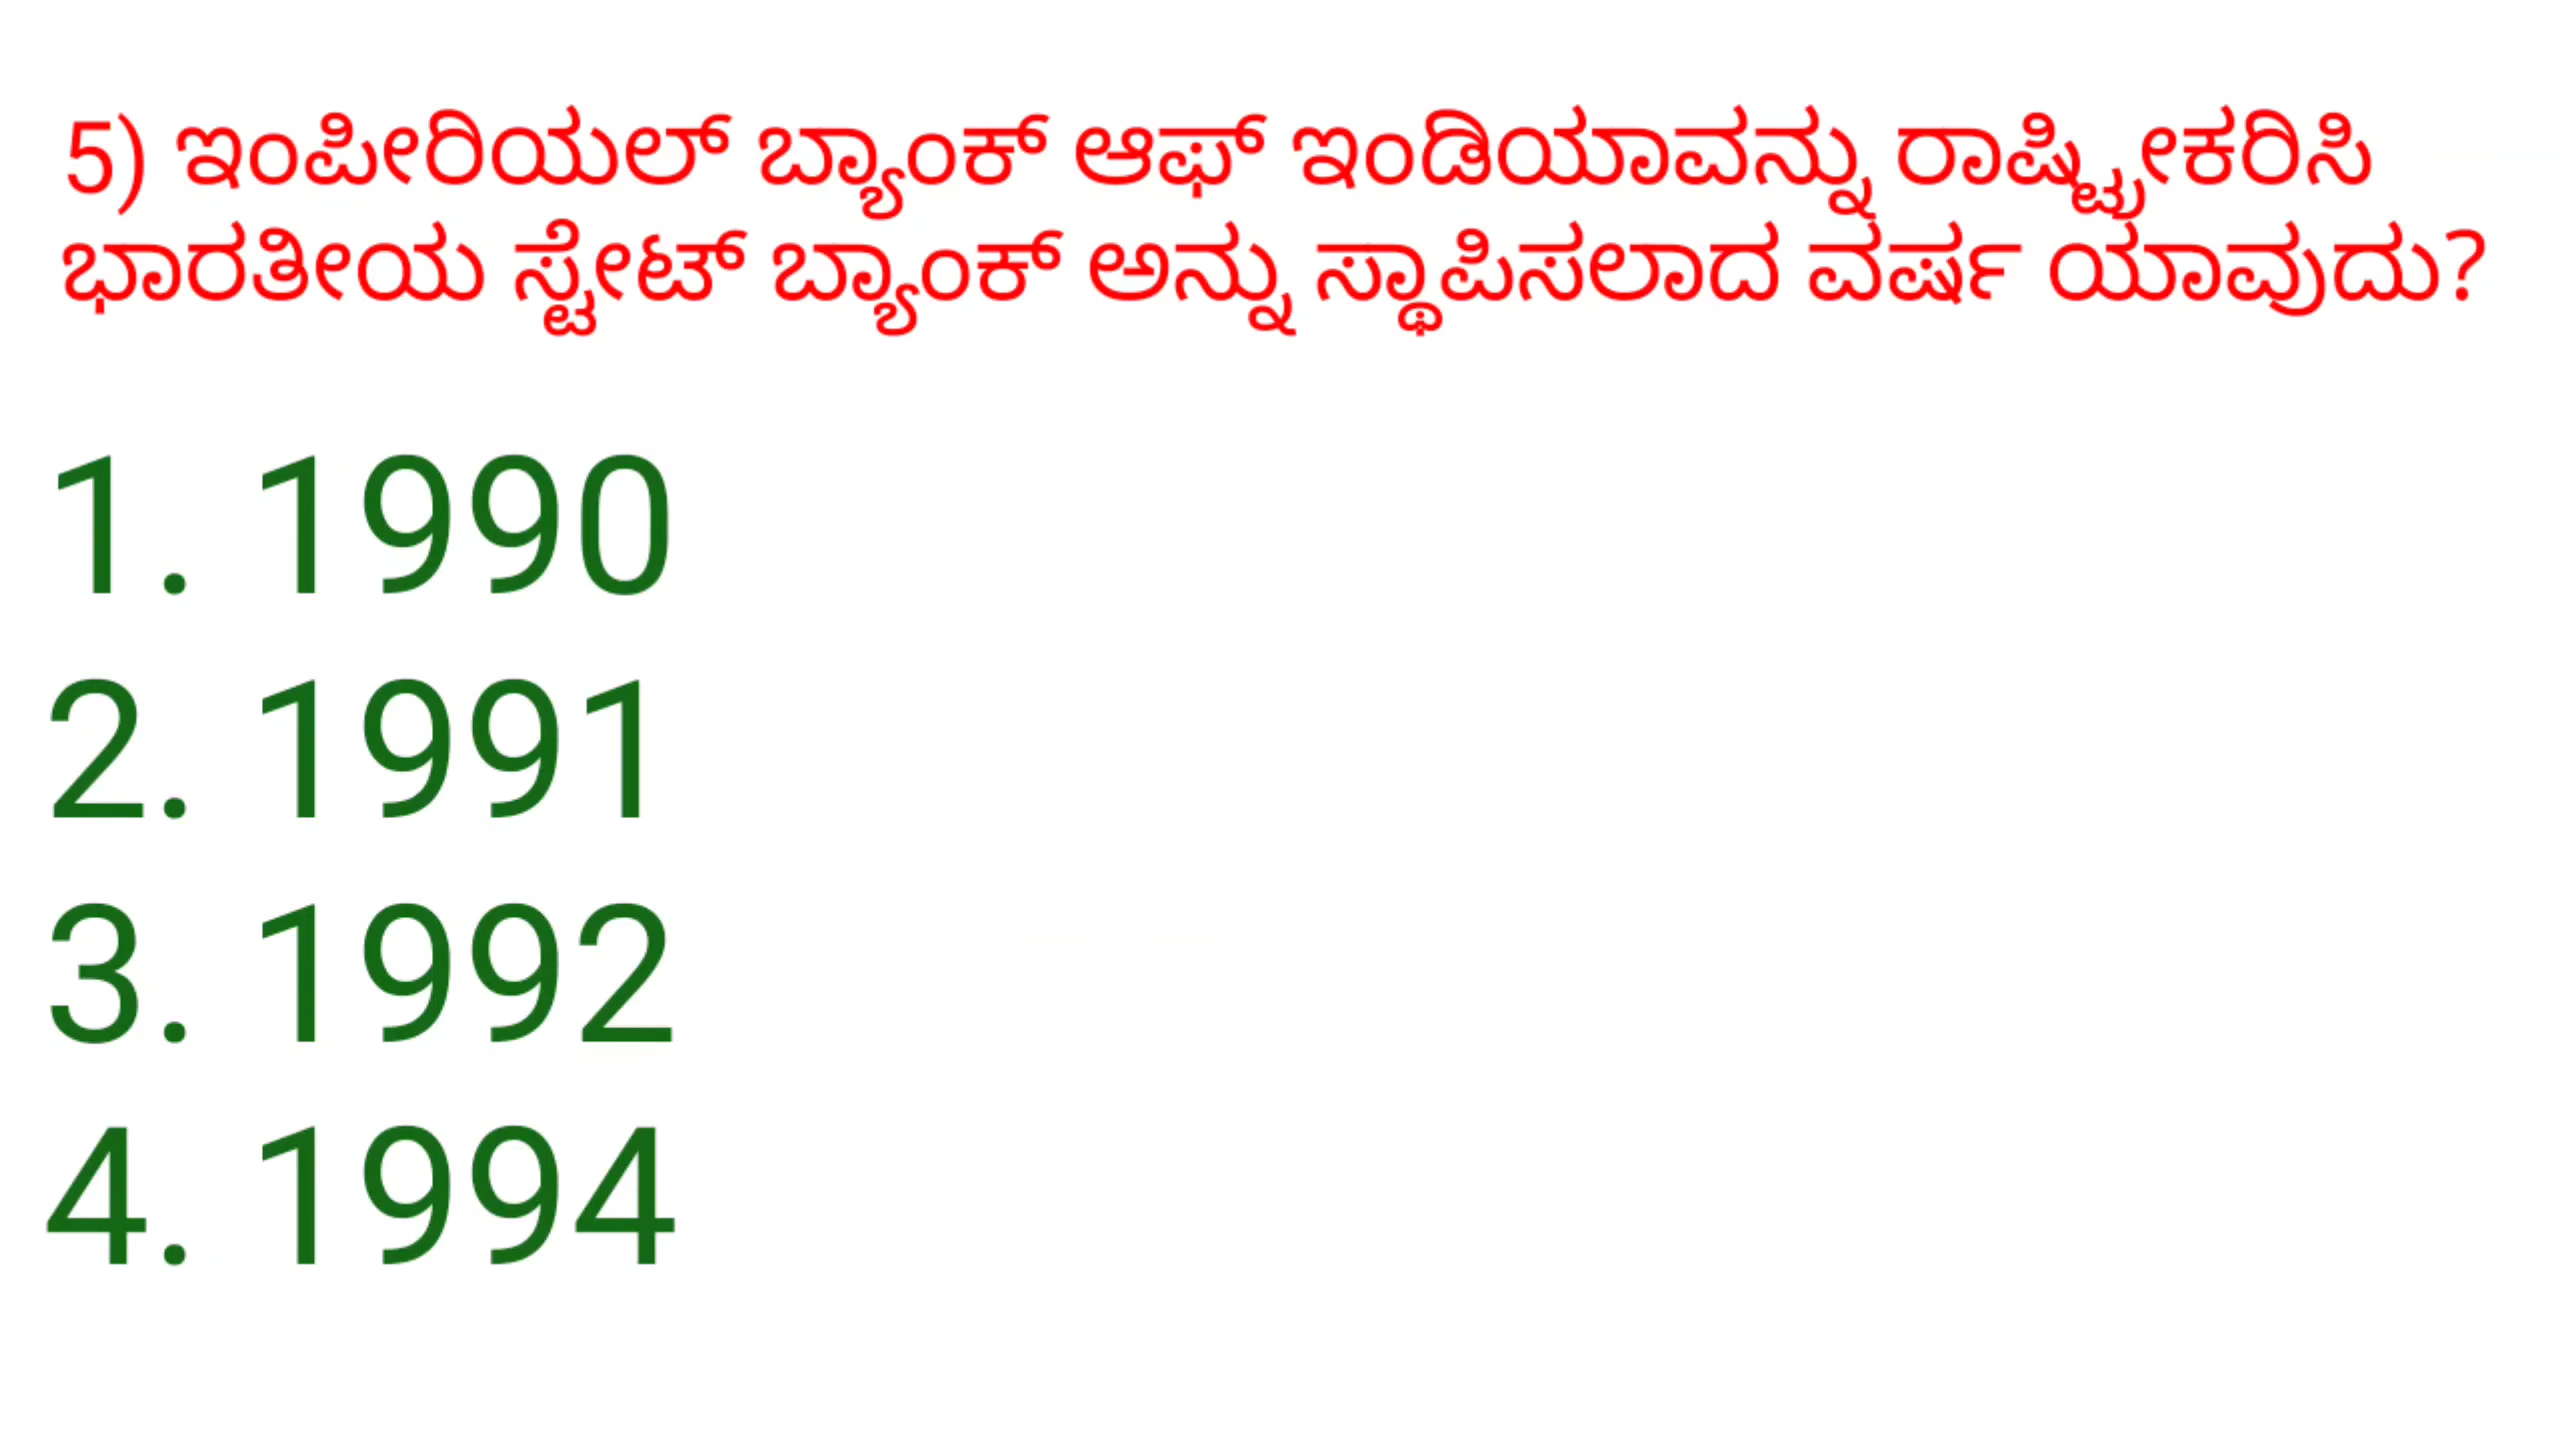 5) ಇಂಪೀರಿಯಲ್ ಬ್ಯಾಂಕ್ ಆಫ್ ಇಂಡಿಯಾವನ್ನು ರಾಷ್ಟ್ರೀಕರಿಸಿ
ಭಾರತೀಯ ಸ್ಟೇಟ್ ಬ್ಯಾಂಕ್ ಅನ್ನು ಸ್ಥಾಪಿಸಲಾದ ವರ್ಷ ಯಾವುದು?
1. 1990
2. 1991
3. 1992
4. 1994